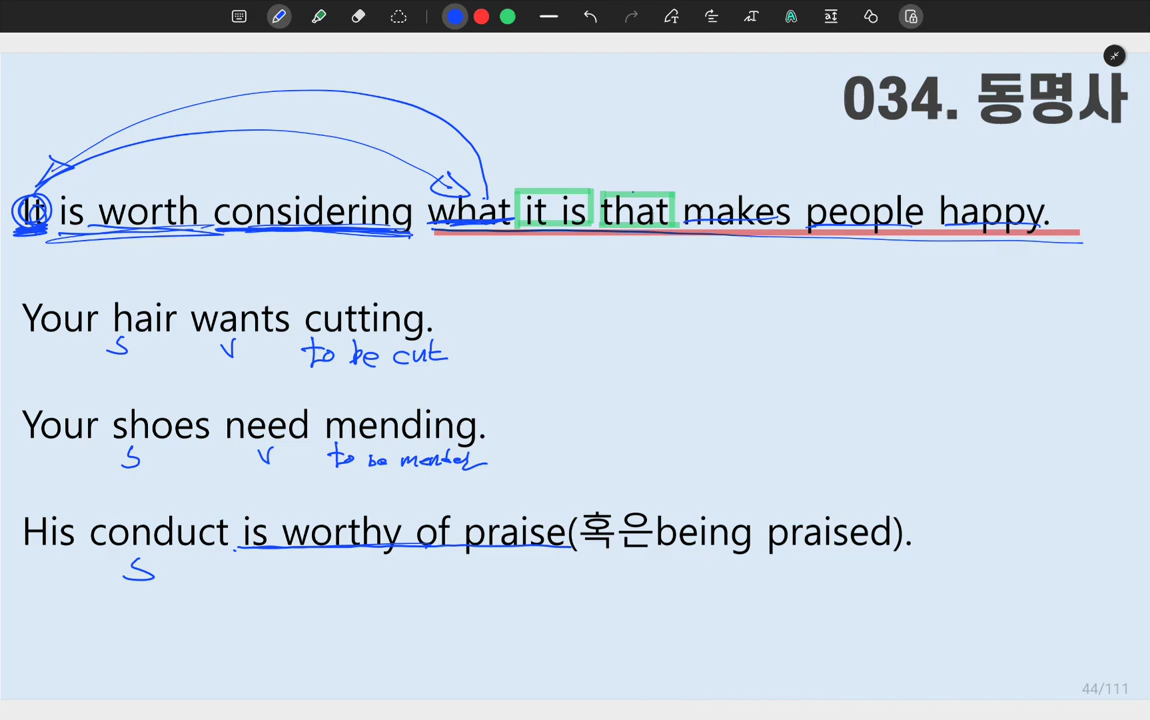 034. 동명사
It is worth considering what it is that makes people happy.
Your hair wants cutting.
S V to be cut
Your shoes need mending.
S V to be mended
His conduct is worthy of praise(혹은being praised).
S
44/111